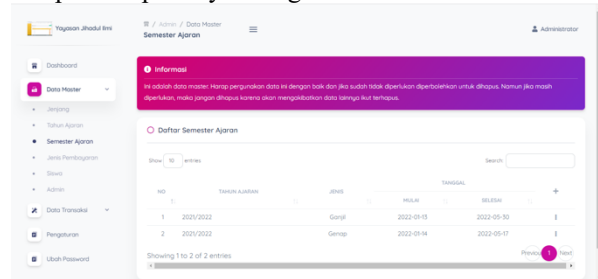 Yayasan Jihadul Ilmi
/ Admin / Data Master
Semester Ajaran
Administrator
Dashboard
Data Master
Jenjang
Tahun Ajaran
Semester Ajaran
Jenis Pembayaran
Siswa
Admin
Data Transaksi
Pengaturan
Ubah Password
Informasi
Ini adalah data master. Harap pergunakan data ini dengan baik dan jika sudah tidak diperlukan diperbolehkan untuk dihapus. Namun jika masih
diperlukan, maka jangan dihapus karena akan mengakibatkan data lainnya ikut terhapus.
Daftar Semester Ajaran
Show 10 entries
Search:
NO TAHUN AJARAN JENIS TANGGAL +
MULAI SELESAI
1 2021/2022 Ganjil 2022-01-13 2022-05-30
2 2021/2022 Genap 2022-01-14 2022-05-17
Showing 1 to 2 of 2 entries
Previous 1 Next